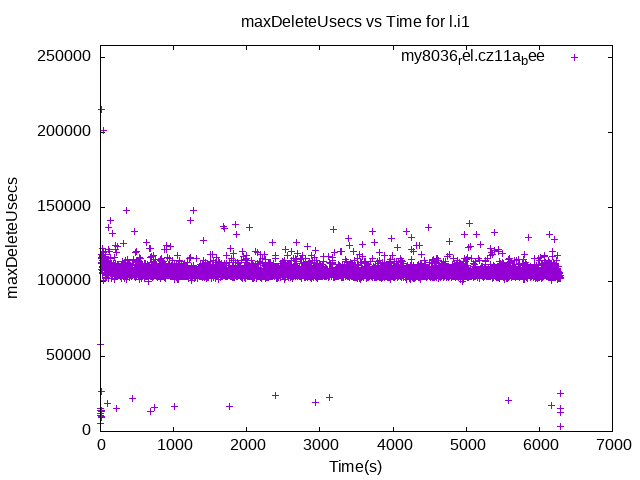 maxDeleteUsecs vs Time for l.i1
my8036rel.cz11abee
250000
200000
150000
100000
50000
0
maxDeleteUsecs
0 1000 2000 3000 4000 5000 6000 7000
Time(s)